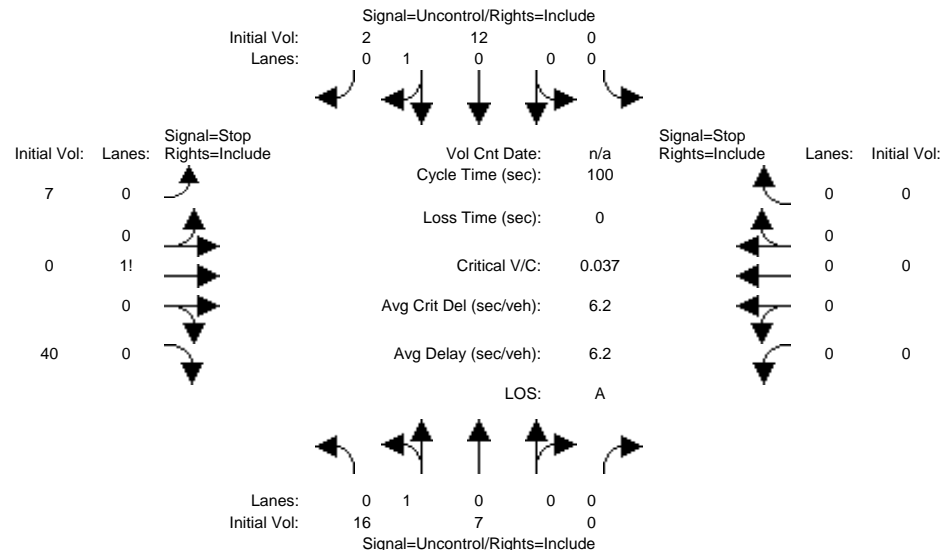 Signal=Uncontrol/Rights=Include
Initial Vol: 2 12 0
Lanes: 0 1 0 0 0
Signal=Stop
Initial Vol: Lanes: Rights=Include
Vol Cnt Date: n/a
Signal=Stop
Rights=Include Lanes: Initial Vol:
Cycle Time (sec): 100
7 0
0 0
Loss Time (sec): 0
0
0
0 1!
Critical V/C: 0.037
0 0
0
Avg Crit Del (sec/veh): 6.2
0
40 0
Avg Delay (sec/veh): 6.2
0 0
LOS: A
Lanes: 0 1 0 0 0
Initial Vol: 16 7 0
Signal=Uncontrol/Rights=Include